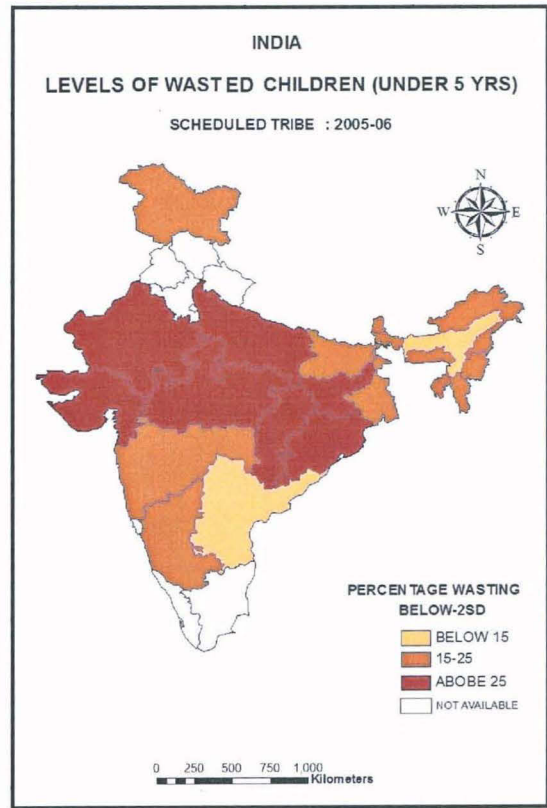 INDIA
LEVELS OF WASTED CHILDREN (UNDER 5 YRS)
SCHEDULED TRIBE : 2005-06
N
W E
S
PERCENTAGE WASTING
BELOW-2SD
BELOW 15
15-25
ABOBE 25
NOT AVAILABLE
0 250 500 750 1,000
Kilometers